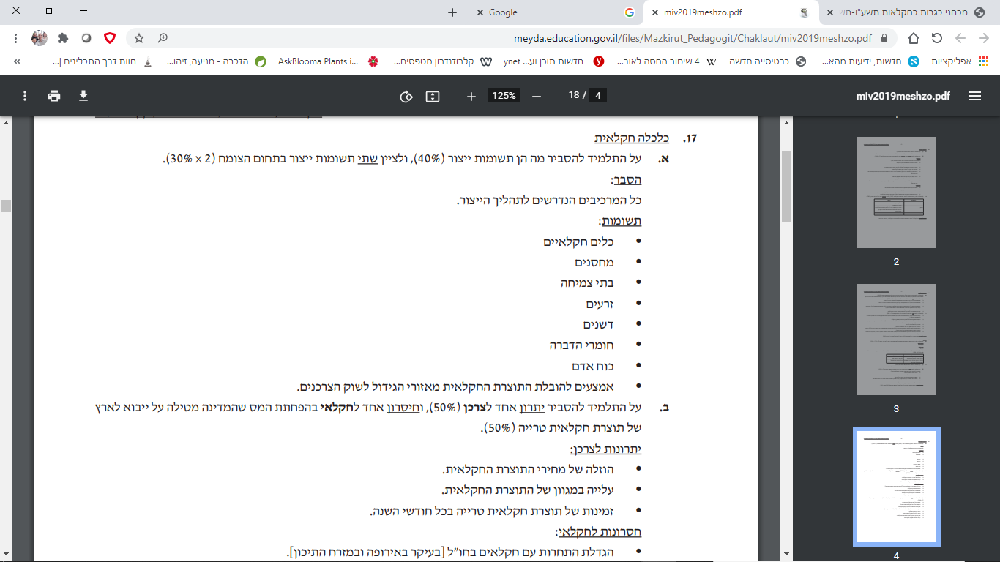 Google
miv2019meshzo.pdf
מבחני בגרות בחקלאות תשע"ו-תש
meyda.education.gov.il/files/Mazkirut_Pedagogit/Chaklaut/miv2019meshzo.pdf
אפליקציות
חדשות, ידיעות מהא...
כרטיסייה חדשה
4 שימור החסה לאור...
חדשות תוכן וע... ynet
קלרודנדרון מטפסים...
AskBlooma Plants i...
הדברה - מניעה, זיהו...
חוות דרך התבלינים |...
miv2019meshzo.pdf
4 / 18
125%
17. כלכלה חקלאית
א. על התלמיד להסביר מה הן תשומות ייצור (40%), ולציין שתי תשומות ייצור בתחום הצומח (2 × 30%).
הסבר:
כל המרכיבים הנדרשים לתהליך הייצור.
תשומות:
• כלים חקלאיים
• מחסנים
• בתי צמיחה
• זרעים
• דשנים
• חומרי הדברה
• כוח אדם
• אמצעים להובלת התוצרת החקלאית מאזורי הגידול לשוק הצרכנים.
ב. על התלמיד להסביר יתרון אחד לצרכן (50%), וחיסרון אחד לחקלאי בהפחתת המס שהמדינה מטילה על ייבוא לארץ
של תוצרת חקלאית טרייה (50%).
יתרונות לצרכן:
• הוזלה של מחירי התוצרת החקלאית.
• עלייה במגוון של התוצרת החקלאית.
• זמינות של תוצרת חקלאית טרייה בכל חודשי השנה.
חסרונות לחקלאי:
• הגדלת התחרות עם חקלאים בחו"ל [בעיקר באירופה ובמזרח התיכון].
2
3
4